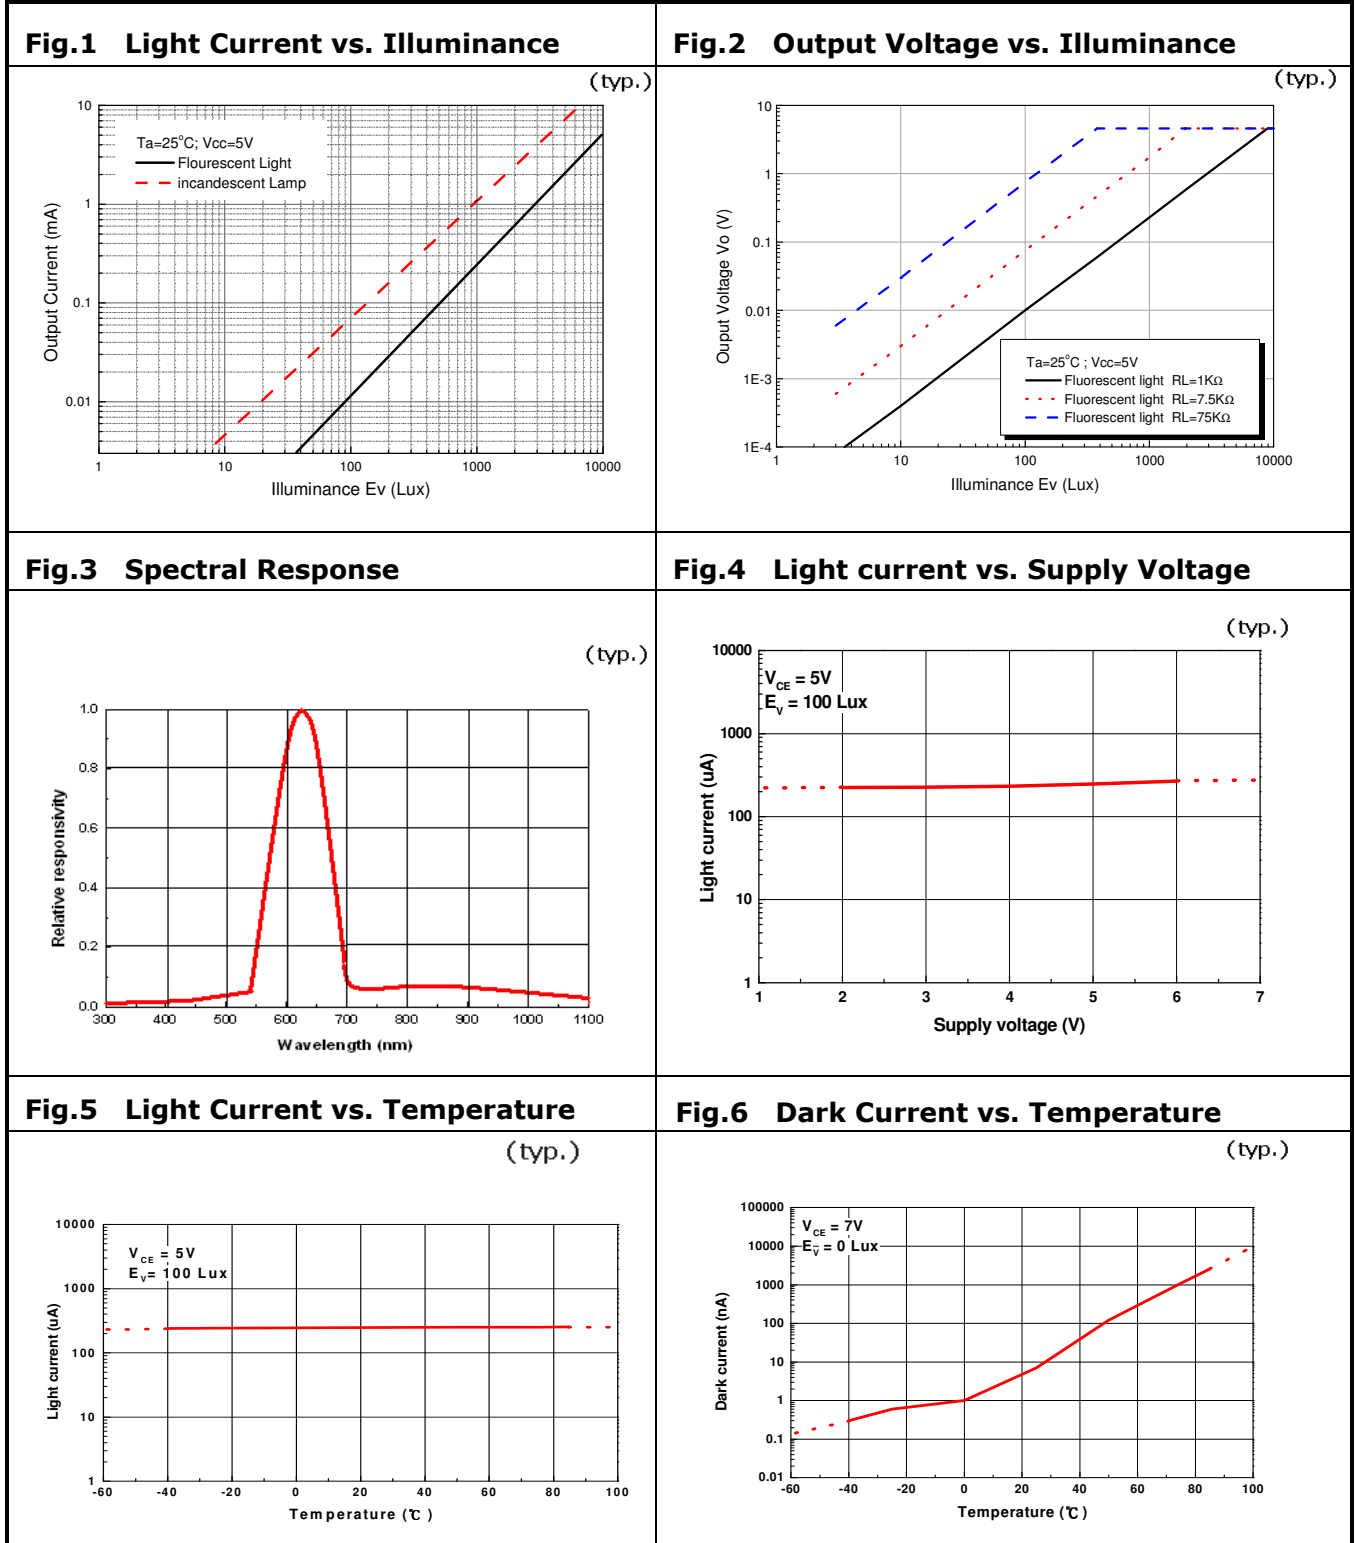 Fig.1 Light Current vs. Illuminance
(typ.)
10
1
0.1
0.01
Output Current (mA)
Ta=25°C; Vcc=5V
Flourescent Light
incandescent Lamp
1 10 100 1000 10000
Illuminance Ev (Lux)
Fig.2 Output Voltage vs. Illuminance
(typ.)
10
1
0.1
0.01
1E-3
1E-4
Ouput Voltage Vo (V)
Ta=25°C ; Vcc=5V
Fluorescent light RL=1KΩ
Fluorescent light RL=7.5KΩ
Fluorescent light RL=75KΩ
1 10 100 1000 10000
Illuminance Ev (Lux)
Fig.3 Spectral Response
(typ.)
1.0
0.8
0.6
0.4
0.2
0.0
Relative responsivity
300 400 500 600 700 800 900 1000 1100
Wavelength (nm)
Fig.4 Light current vs. Supply Voltage
(typ.)
10000
1000
100
10
1
Light current (uA)
VCE = 5V
EV = 100 Lux
1 2 3 4 5 6 7
Supply voltage (V)
Fig.5 Light Current vs. Temperature
(typ.)
10000
1000
100
10
1
Light current (uA)
VCE = 5V
EV= 100 Lux
-60 -40 -20 0 20 40 60 80 100
Temperature (℃ )
Fig.6 Dark Current vs. Temperature
(typ.)
100000
10000
1000
100
10
1
0.1
0.01
Dark current (nA)
VCE = 7V
EV = 0 Lux
-60 -40 -20 0 20 40 60 80 100
Temperature (℃ )